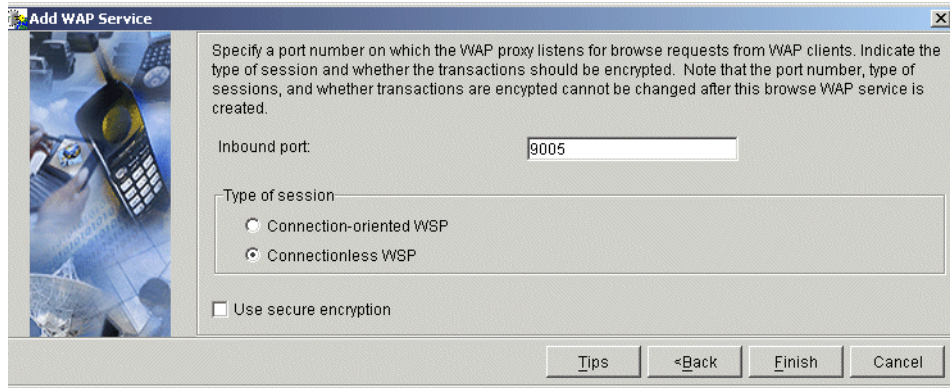 Add WAP Service
Specify a port number on which the WAP proxy listens for browse requests from WAP clients. Indicate the
type of session and whether the transactions should be encrypted. Note that the port number, type of
sessions, and whether transactions are encypted cannot be changed after this browse WAP service is
created.
Inbound port: 9005
Type of session
Connection-oriented WSP
Connectionless WSP
Use secure encryption
Tips <Back Finish Cancel